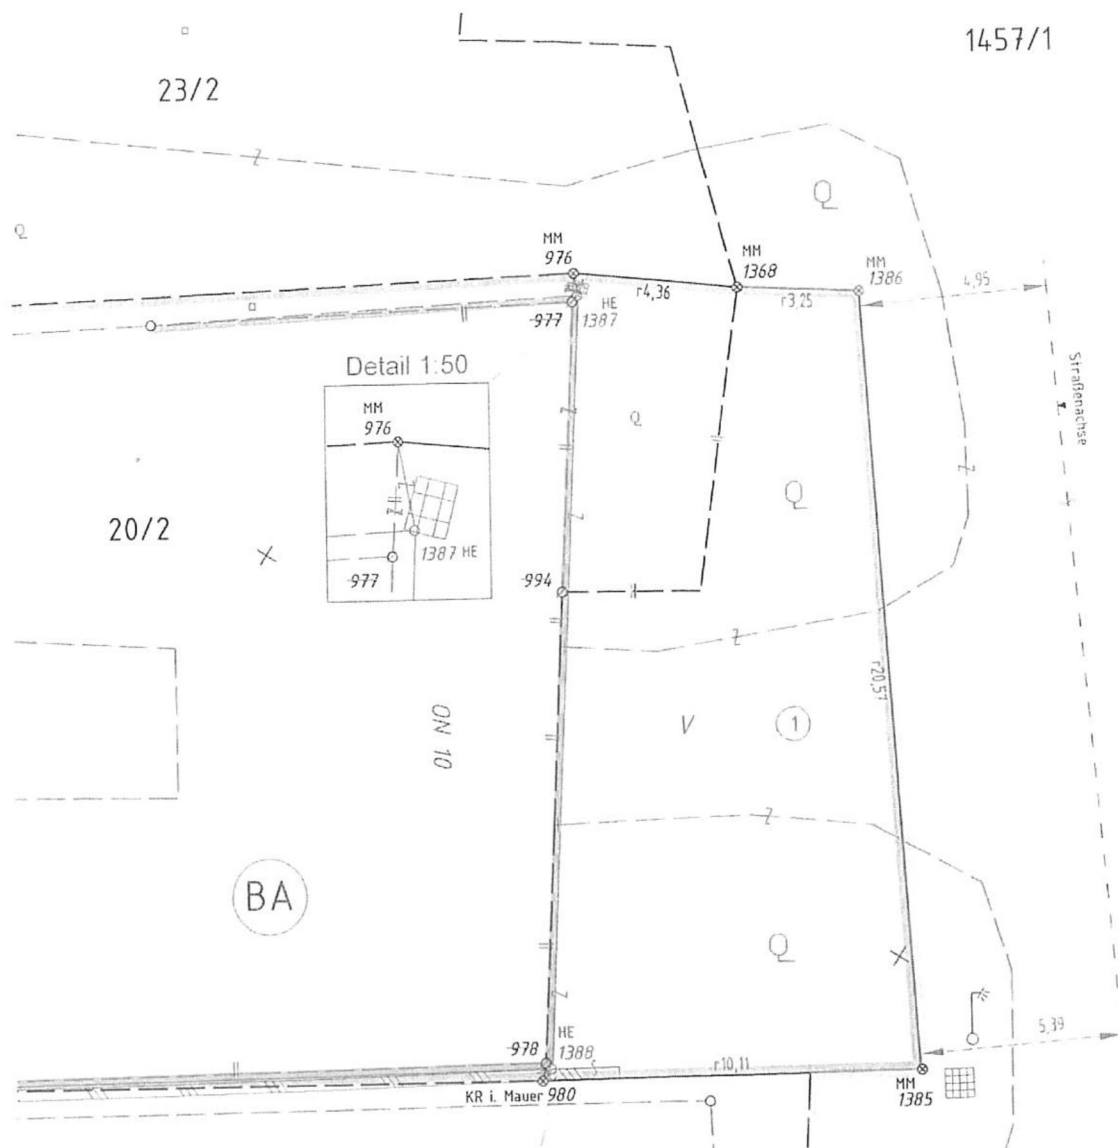 1457/1
23/2
MM
976
MM
1368
MM
1386
r4,36
r3,25
4,95
977
HE
1387
Straßenachse
Detail 1:50
MM
976
1387 HE
977
20/2
994
r20,57
ON 10
V
1
BA
978
HE
1388
r10,11
5,39
KR i. Mauer 980
MM
1385